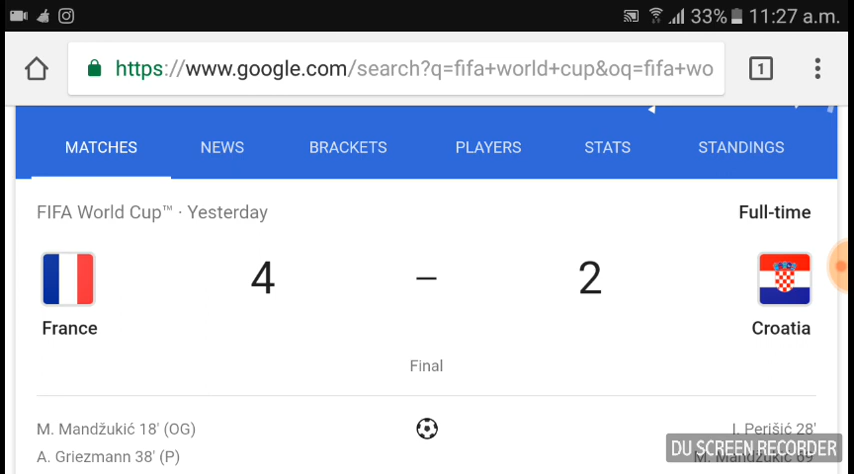 33% 11:27 a.m.
https://www.google.com/search?q=fifa+world+cup&oq=fifa+wo
1
MATCHES NEWS BRACKETS PLAYERS STATS STANDINGS
FIFA World Cup™ · Yesterday Full-time
4 – 2
France Croatia
Final
M. Mandžukić 18' (OG) I. Perišić 28'
A. Griezmann 38' (P) M. Mandžukić 69'
DU SCREEN RECORDER